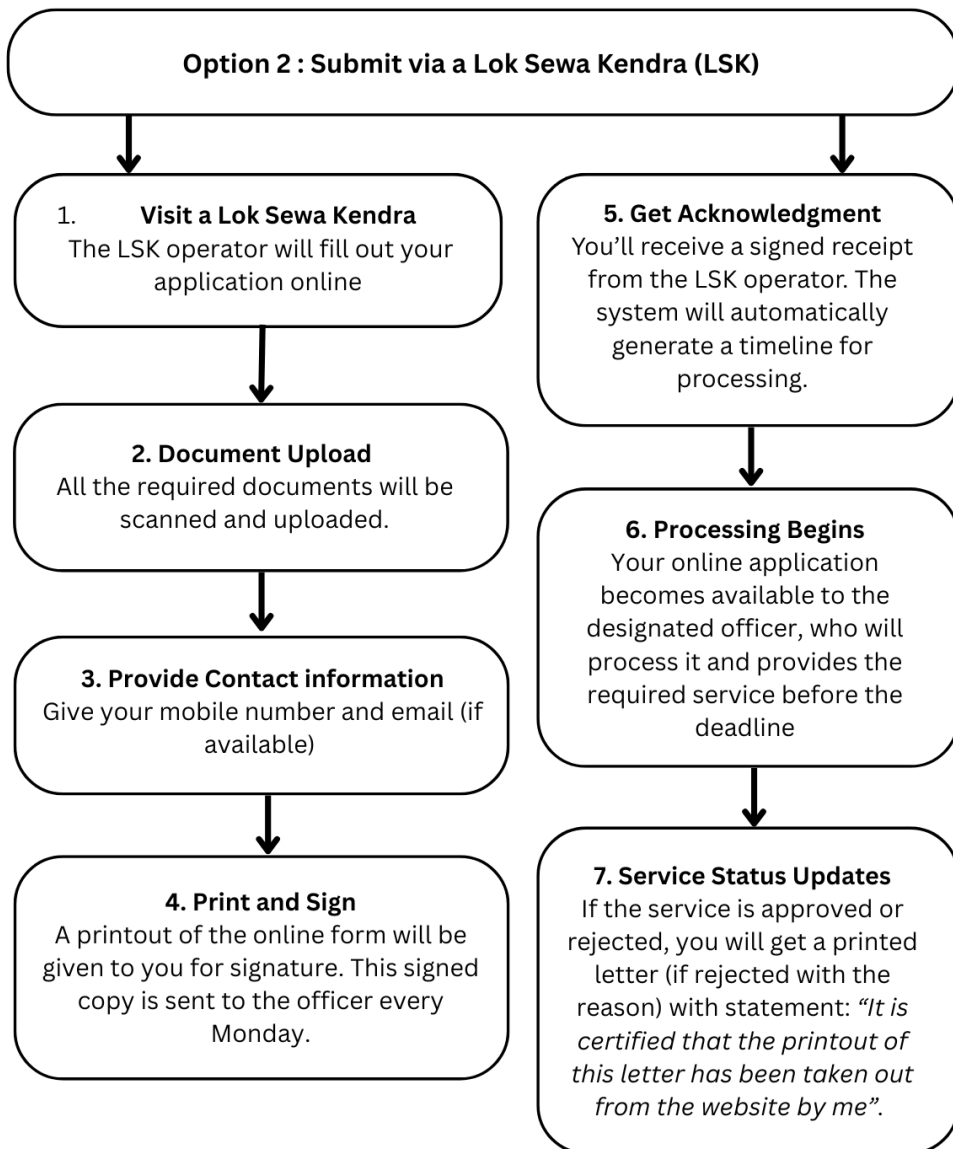 Option 2 : Submit via a Lok Sewa Kendra (LSK)
1. Visit a Lok Sewa Kendra
The LSK operator will fill out your
application online
2. Document Upload
All the required documents will be
scanned and uploaded.
3. Provide Contact information
Give your mobile number and email (if
available)
4. Print and Sign
A printout of the online form will be
given to you for signature. This signed
copy is sent to the officer every
Monday.
5. Get Acknowledgment
You’ll receive a signed receipt
from the LSK operator. The
system will automatically
generate a timeline for
processing.
6. Processing Begins
Your online application
becomes available to the
designated officer, who will
process it and provides the
required service before the
deadline
7. Service Status Updates
If the service is approved or
rejected, you will get a printed
letter (if rejected with the
reason) with statement: “It is
certified that the printout of
this letter has been taken out
from the website by me”.